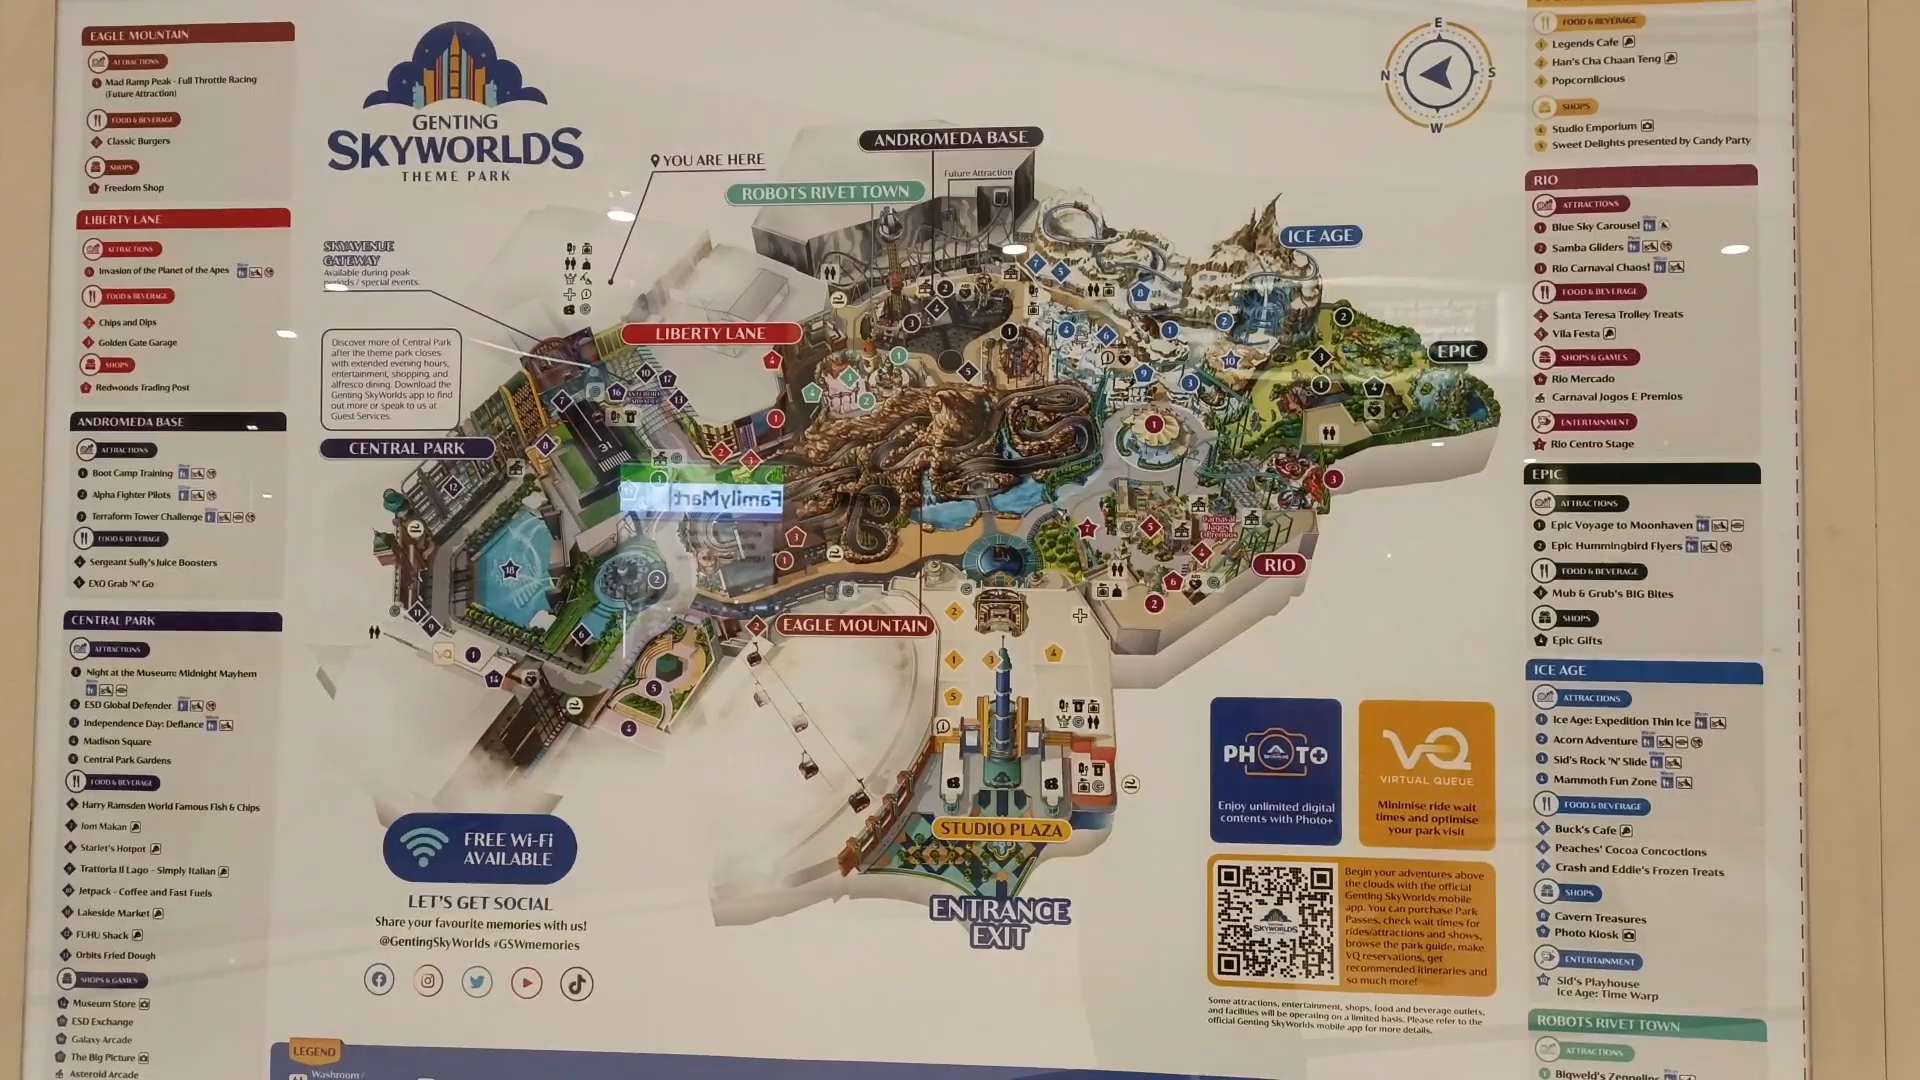 EAGLE MOUNTAIN
ATTRACTIONS
Mad Ramp Peak - Full Throttle Racing
(Future Attraction)
FOOD & BEVERAGE
Classic Burgers
SHOPS
Freedom Shop
LIBERTY LANE
ATTRACTIONS
Invasion of the Planet of the Apes
FOOD & BEVERAGE
Chips and Dips
Golden Gate Garage
SHOPS
Redwoods Trading Post
ANDROMEDA BASE
ATTRACTIONS
Boot Camp Training
Alpha Fighter Pilots
Terraform Tower Challenge
FOOD & BEVERAGE
Sergeant Sully's Juice Boosters
EXO Grab 'N' Go
CENTRAL PARK
ATTRACTIONS
Night at the Museum: Midnight Mayhem
ESD Global Defender
Independence Day: Defiance
Madison Square
Central Park Gardens
FOOD & BEVERAGE
Harry Ramsden World Famous Fish & Chips
Jom Makan
Starlet's Hotpot
Trattoria Il Lago - Simply Italian
Jetpack - Coffee and Fast Fuels
Lakeside Market
FUHU Shack
Orbits Fried Dough
SHOPS & GAMES
Museum Store
ESD Exchange
Galaxy Arcade
The Big Picture
Asteroid Arcade
GENTING
SKYWORLDS
THEME PARK
YOU ARE HERE
SKYAVENUE
GATEWAY
Available during peak
periods / special events.
Discover more of Central Park
after the theme park closes
with extended evening hours,
entertainment, shopping, and
alfresco dining. Download the
Genting SkyWorlds app to find
out more or speak to us at
Guest Services.
ANDROMEDA BASE
Future Attraction
ROBOTS RIVET TOWN
ICE AGE
LIBERTY LANE
EPIC
CENTRAL PARK
FamilyMart
Carnaval
Jogos
E Premios
RIO
EAGLE MOUNTAIN
STUDIO PLAZA
ENTRANCE
EXIT
E
N
S
W
FREE Wi-Fi
AVAILABLE
LET'S GET SOCIAL
Share your favourite memories with us!
@GentingSkyWorlds #GSWmemories
LEGEND
Washroom /
PHOTO+
Enjoy unlimited digital
contents with Photo+
VQ
VIRTUAL QUEUE
Minimise ride wait
times and optimise
your park visit
SKYWORLDS
Begin your adventures above
the clouds with the official
Genting SkyWorlds mobile
app. You can purchase Park
Passes, check wait times for
rides/attractions and shows,
browse the park guide, make
VQ reservations, get
recommended itineraries and
so much more!
Some attractions, entertainment, shops, food and beverage outlets,
and facilities will be operating on a limited basis. Please refer to the
official Genting SkyWorlds mobile app for more details.
FOOD & BEVERAGE
Legends Cafe
Han's Cha Chaan Teng
Popcornlicious
SHOPS
Studio Emporium
Sweet Delights presented by Candy Party
RIO
ATTRACTIONS
Blue Sky Carousel
Samba Gliders
Rio Carnaval Chaos!
FOOD & BEVERAGE
Santa Teresa Trolley Treats
Vila Festa
SHOPS & GAMES
Rio Mercado
Carnaval Jogos E Premios
ENTERTAINMENT
Rio Centro Stage
EPIC
ATTRACTIONS
Epic Voyage to Moonhaven
Epic Hummingbird Flyers
FOOD & BEVERAGE
Mub & Grub's BIG Bites
SHOPS
Epic Gifts
ICE AGE
ATTRACTIONS
Ice Age: Expedition Thin Ice
Acorn Adventure
Sid's Rock 'N' Slide
Mammoth Fun Zone
FOOD & BEVERAGE
Buck's Cafe
Peaches' Cocoa Concoctions
Crash and Eddie's Frozen Treats
SHOPS
Cavern Treasures
Photo Kiosk
ENTERTAINMENT
Sid's Playhouse
Ice Age: Time Warp
ROBOTS RIVET TOWN
ATTRACTIONS
Bigweld's Zeppelins